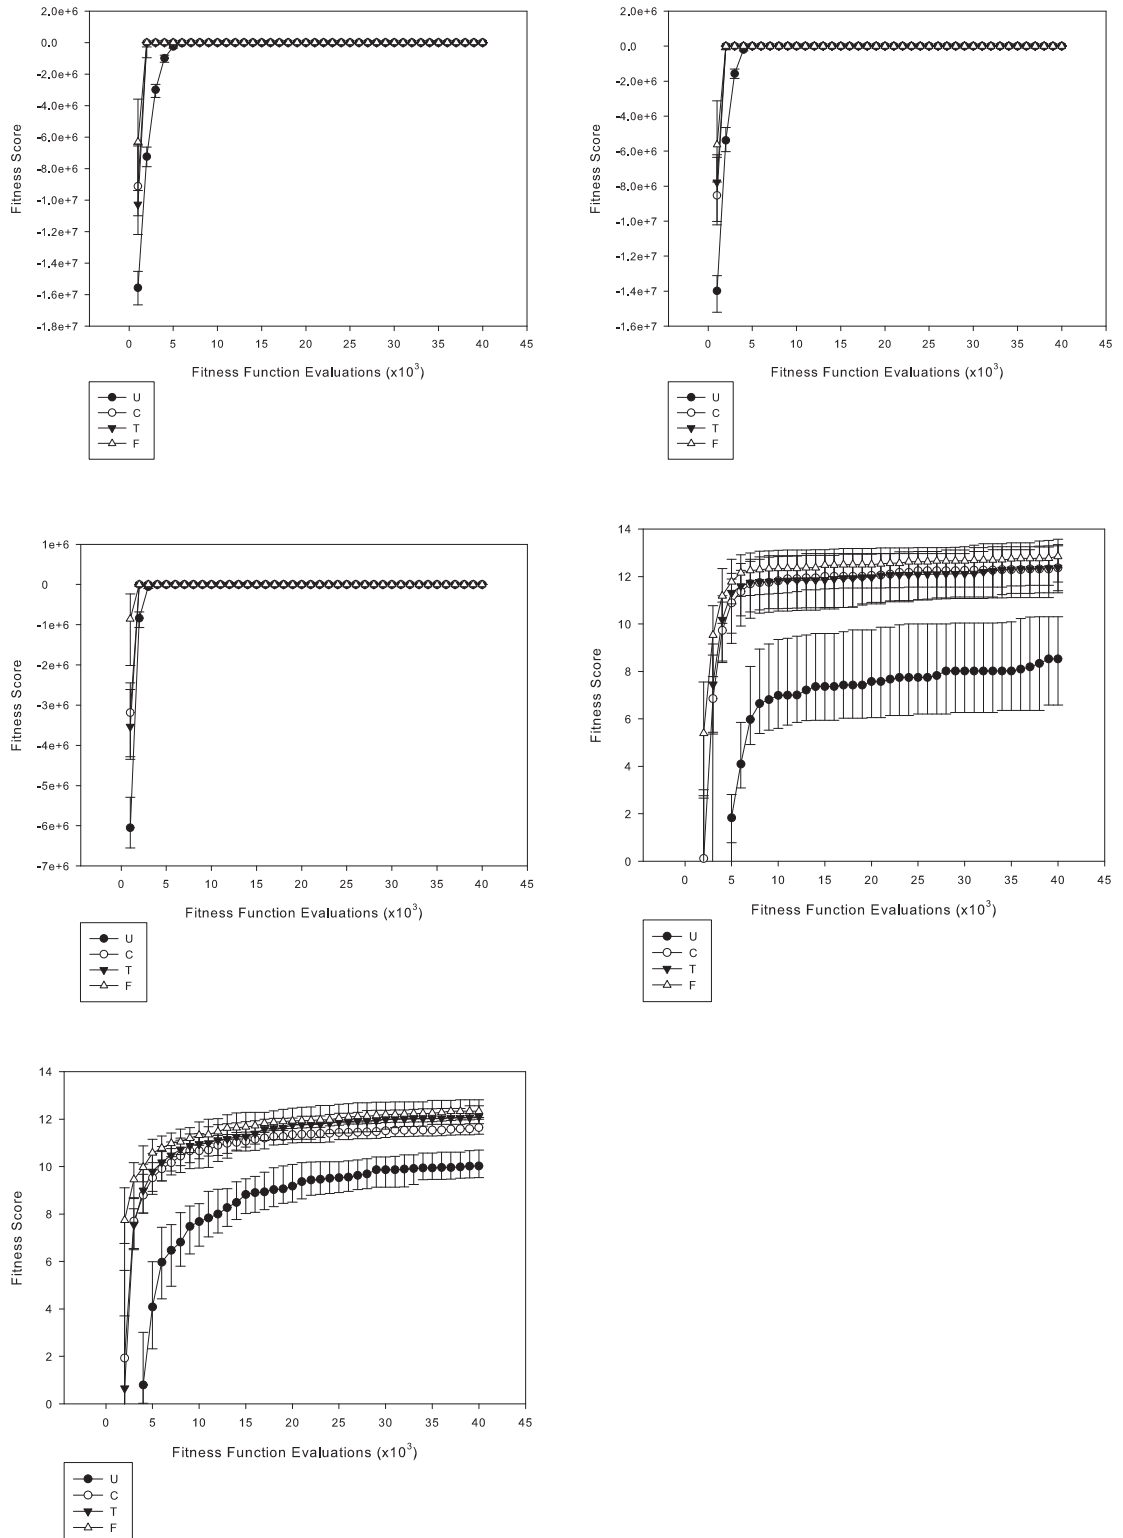 2.0e+6
0.0
-2.0e+6
-4.0e+6
-6.0e+6
-8.0e+6
-1.0e+7
-1.2e+7
-1.4e+7
-1.6e+7
-1.8e+7
Fitness Score
0 5 10 15 20 25 30 35 40 45
Fitness Function Evaluations (x10³)
U
C
T
F
2.0e+6
0.0
-2.0e+6
-4.0e+6
-6.0e+6
-8.0e+6
-1.0e+7
-1.2e+7
-1.4e+7
-1.6e+7
Fitness Score
0 5 10 15 20 25 30 35 40 45
Fitness Function Evaluations (x10³)
U
C
T
F
1e+6
0
-1e+6
-2e+6
-3e+6
-4e+6
-5e+6
-6e+6
-7e+6
Fitness Score
0 5 10 15 20 25 30 35 40 45
Fitness Function Evaluations (x10³)
U
C
T
F
14
12
10
8
6
4
2
0
Fitness Score
0 5 10 15 20 25 30 35 40 45
Fitness Function Evaluations (x10³)
U
C
T
F
14
12
10
8
6
4
2
0
Fitness Score
0 5 10 15 20 25 30 35 40 45
Fitness Function Evaluations (x10³)
U
C
T
F